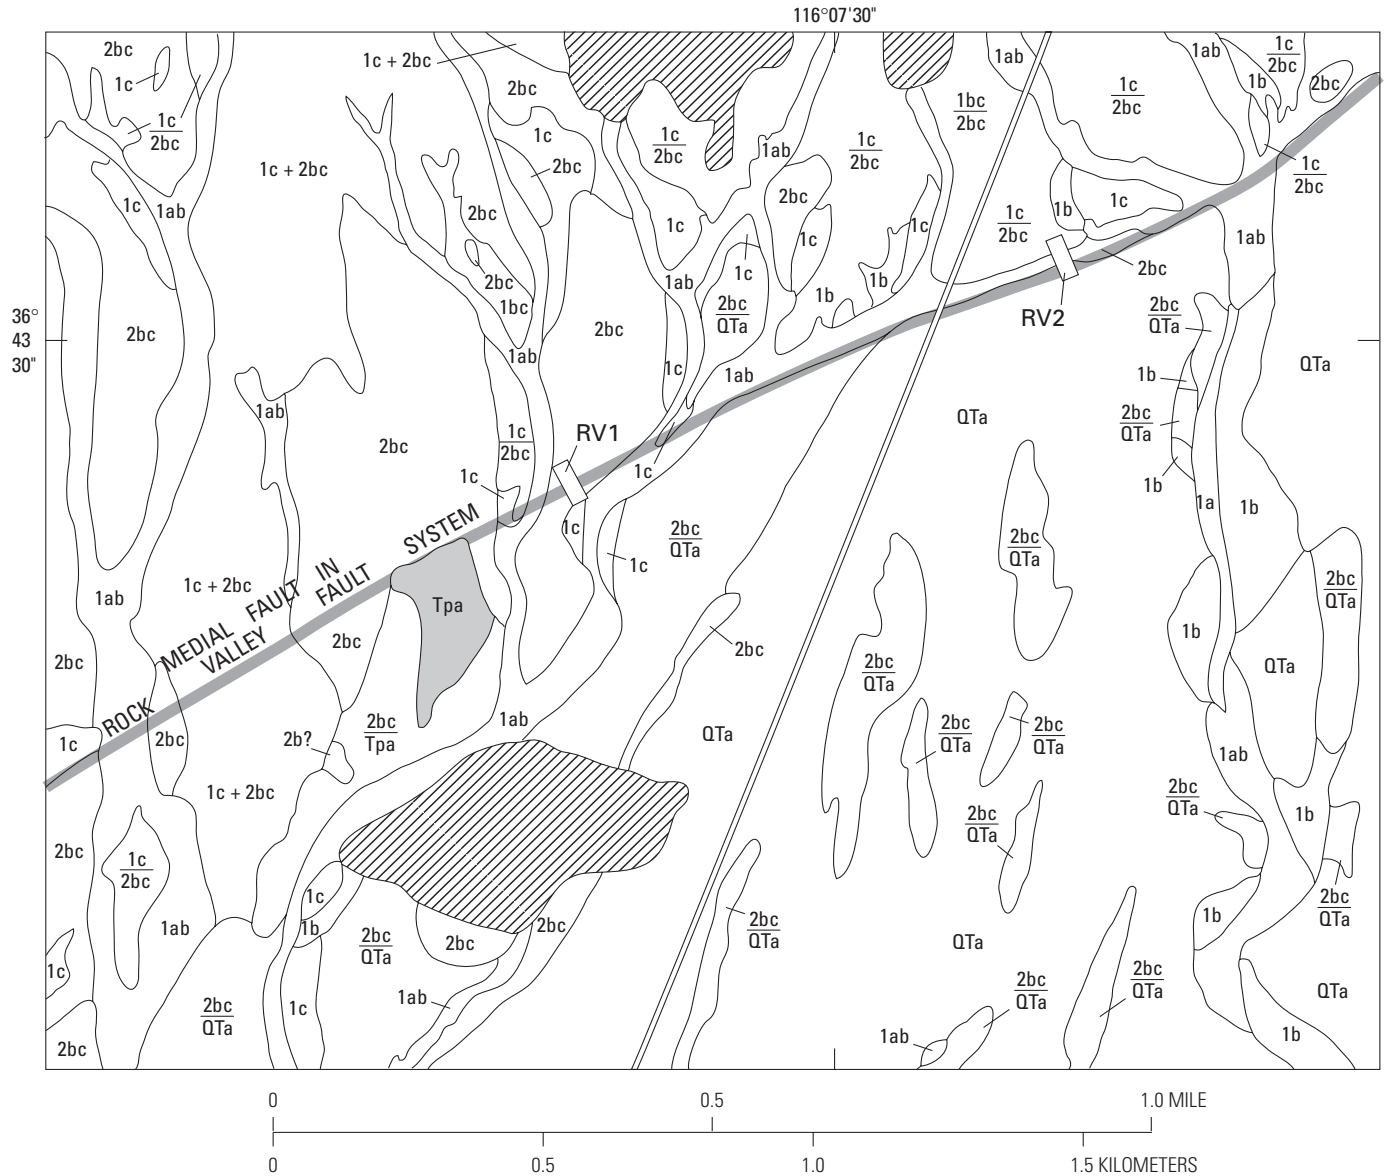 116°07'30"
2bc
1c + 2bc
1ab
1c
2bc
1c
1c
2bc
2bc
1b
2bc
1bc
2bc
1c
2bc
1c
2bc
1c
1c
2bc
1ab
1c
2bc
1c + 2bc
2bc
1c
2bc
1c
1ab
2bc
2bc
1b
1c
1c
1c
2bc
1c
1c
1ab
2bc
1c
1ab
1c
1b
2bc
1b
2bc
1bc
2bc
QTa
RV2
2bc
QTa
36°
43
30"
2bc
2bc
1ab
1c
1ab
QTa
1b
1ab
2bc
QTa
QTa
2bc
1c
2bc
RV1
1c
1c
1b
1a
1b
SYSTEM
1c
2bc
QTa
2bc
QTa
1c
IN
FAULT
FAULT
1c + 2bc
1ab
Tpa
2bc
QTa
MEDIAL
VALLEY
2bc
1b
2bc
2bc
2bc
QTa
QTa
ROCK
1ab
2bc
Tpa
QTa
2bc
QTa
2bc
QTa
1c
2bc
2b?
1ab
1c + 2bc
2bc
QTa
2bc
QTa
1b
2bc
1c
2bc
1c
2bc
QTa
1ab
1b
2bc
QTa
2bc
2bc
2bc
QTa
QTa
1b
1c
2bc
QTa
1c
1ab
2bc
QTa
2bc
QTa
QTa
2bc
1ab
1b
0
0.5
1.0 MILE
0
0.5
1.0
1.5 KILOMETERS